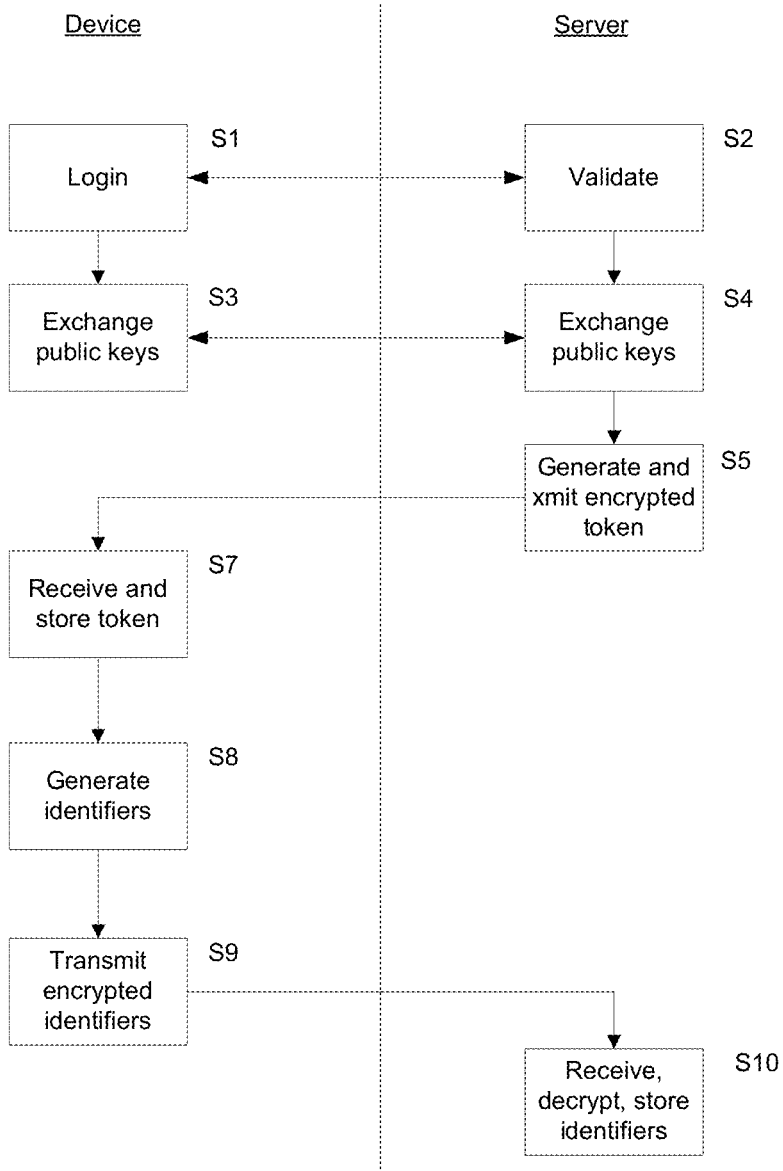 Device
Server
S1
Login
S2
Validate
S3
Exchange
public keys
S4
Exchange
public keys
S5
Generate and
xmit encrypted
token
S7
Receive and
store token
S8
Generate
identifiers
S9
Transmit
encrypted
identifiers
S10
Receive,
decrypt, store
identifiers